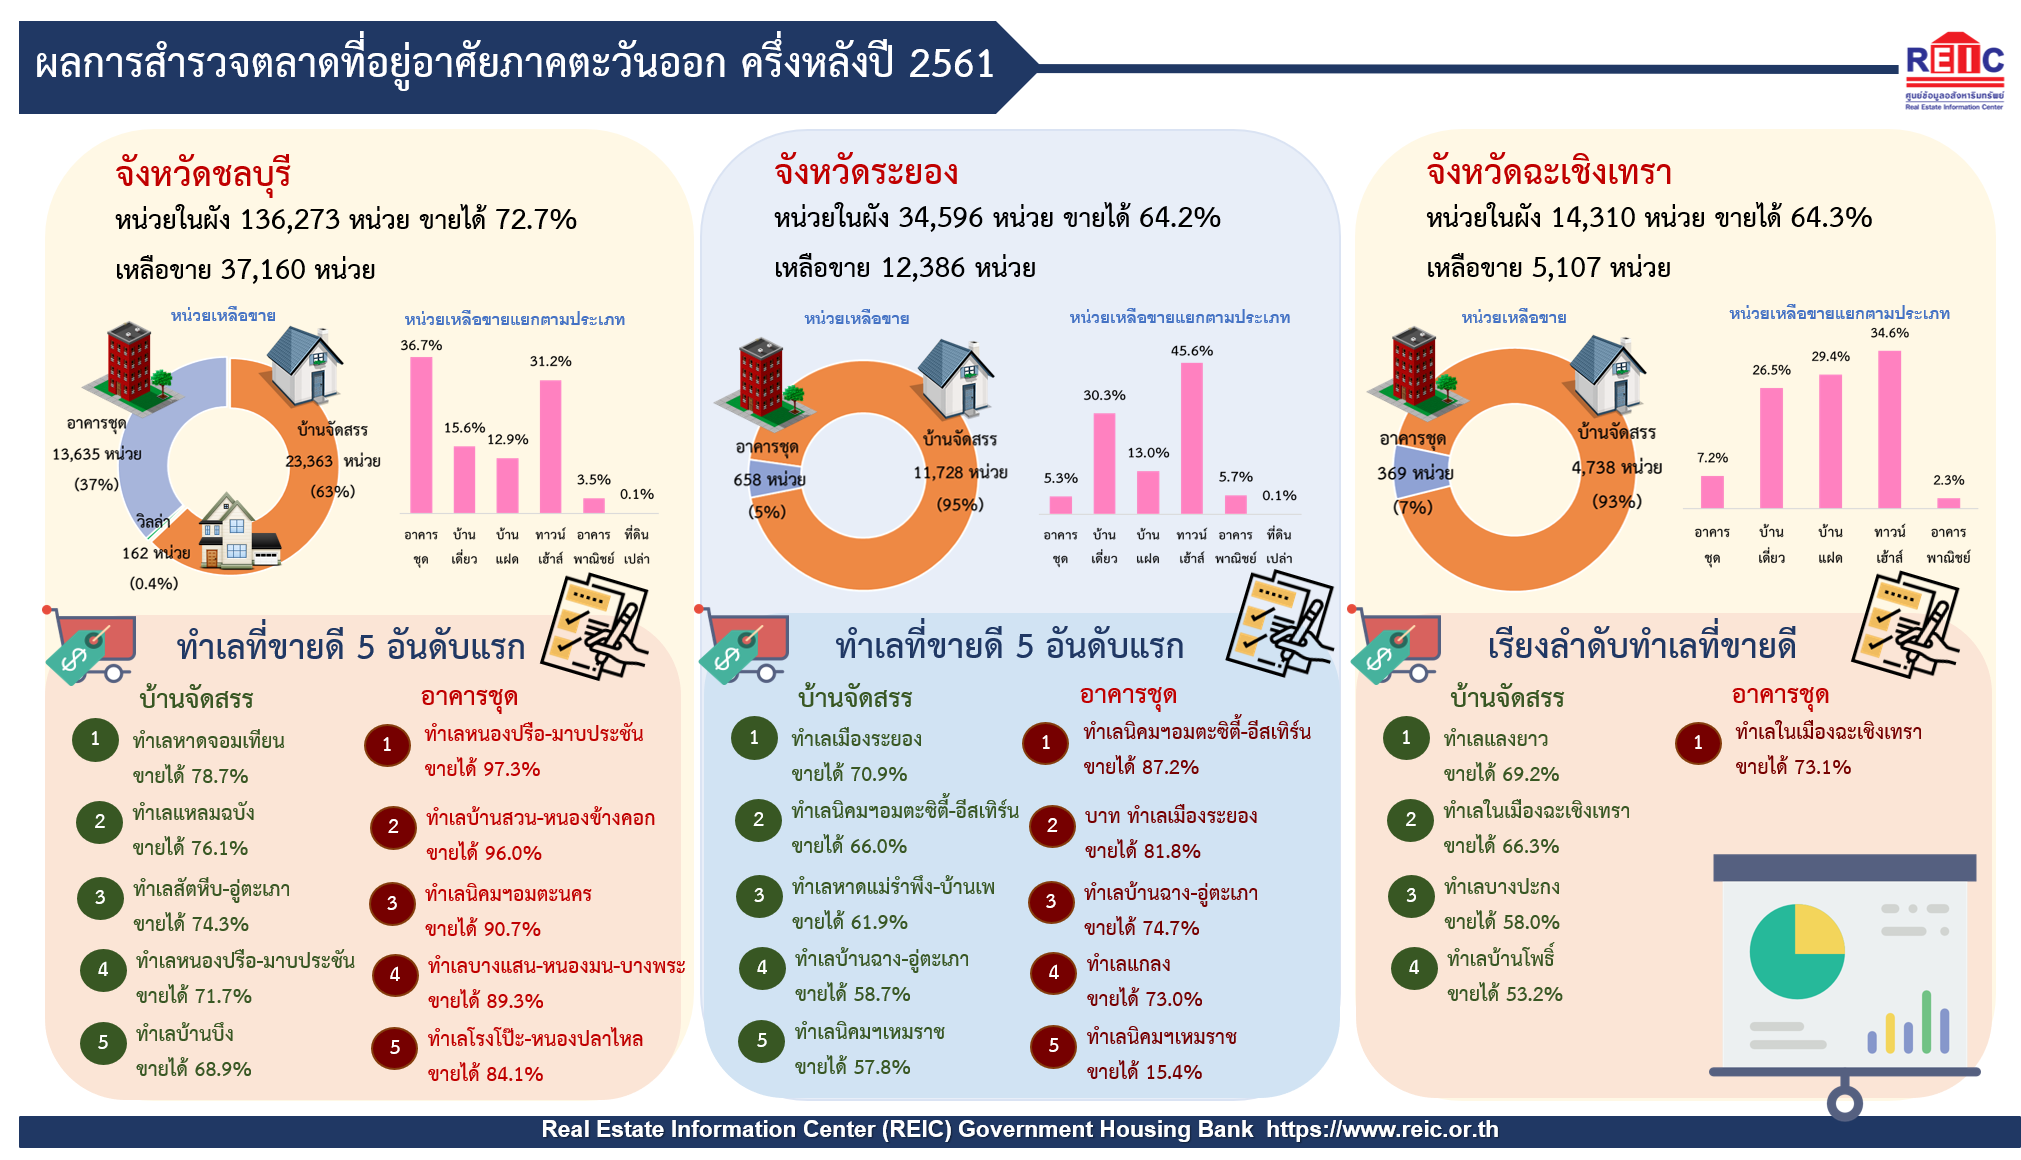 ผลการสำรวจตลาดที่อยู่อาศัยภาคตะวันออก ครึ่งหลังปี 2561
REIC
ศูนย์ข้อมูลอสังหาริมทรัพย์
Real Estate Information Center
จังหวัดชลบุรี
หน่วยในผัง 136,273 หน่วย ขายได้ 72.7%
เหลือขาย 37,160 หน่วย
หน่วยเหลือขาย
อาคารชุด
13,635 หน่วย
(37%)
บ้านจัดสรร
23,363 หน่วย
(63%)
วิลล่า
162 หน่วย
(0.4%)
หน่วยเหลือขายแยกตามประเภท
36.7%
15.6%
12.9%
31.2%
3.5%
0.1%
อาคาร บ้าน บ้าน ทาวน์ อาคาร ที่ดิน
ชุด เดี่ยว แฝด เฮ้าส์ พาณิชย์ เปล่า
ทำเลที่ขายดี 5 อันดับแรก
บ้านจัดสรร
1 ทำเลหาดจอมเทียน
ขายได้ 78.7%
2 ทำเลแหลมฉบัง
ขายได้ 76.1%
3 ทำเลสัตหีบ-อู่ตะเภา
ขายได้ 74.3%
4 ทำเลหนองปรือ-มาบประชัน
ขายได้ 71.7%
5 ทำเลบ้านบึง
ขายได้ 68.9%
อาคารชุด
1 ทำเลหนองปรือ-มาบประชัน
ขายได้ 97.3%
2 ทำเลบ้านสวน-หนองข้างคอก
ขายได้ 96.0%
3 ทำเลนิคมฯอมตะนคร
ขายได้ 90.7%
4 ทำเลบางแสน-หนองมน-บางพระ
ขายได้ 89.3%
5 ทำเลโรงโป๊ะ-หนองปลาไหล
ขายได้ 84.1%
จังหวัดระยอง
หน่วยในผัง 34,596 หน่วย ขายได้ 64.2%
เหลือขาย 12,386 หน่วย
หน่วยเหลือขาย
อาคารชุด
658 หน่วย
(5%)
บ้านจัดสรร
11,728 หน่วย
(95%)
หน่วยเหลือขายแยกตามประเภท
5.3%
30.3%
13.0%
45.6%
5.7%
0.1%
อาคาร บ้าน บ้าน ทาวน์ อาคาร ที่ดิน
ชุด เดี่ยว แฝด เฮ้าส์ พาณิชย์ เปล่า
ทำเลที่ขายดี 5 อันดับแรก
บ้านจัดสรร
1 ทำเลเมืองระยอง
ขายได้ 70.9%
2 ทำเลนิคมฯอมตะซิตี้-อีสเทิร์น
ขายได้ 66.0%
3 ทำเลหาดแม่รำพึง-บ้านเพ
ขายได้ 61.9%
4 ทำเลบ้านฉาง-อู่ตะเภา
ขายได้ 58.7%
5 ทำเลนิคมฯเหมราช
ขายได้ 57.8%
อาคารชุด
1 ทำเลนิคมฯอมตะซิตี้-อีสเทิร์น
ขายได้ 87.2%
2 บาท ทำเลเมืองระยอง
ขายได้ 81.8%
3 ทำเลบ้านฉาง-อู่ตะเภา
ขายได้ 74.7%
4 ทำเลแกลง
ขายได้ 73.0%
5 ทำเลนิคมฯเหมราช
ขายได้ 15.4%
จังหวัดฉะเชิงเทรา
หน่วยในผัง 14,310 หน่วย ขายได้ 64.3%
เหลือขาย 5,107 หน่วย
หน่วยเหลือขาย
อาคารชุด
369 หน่วย
(7%)
บ้านจัดสรร
4,738 หน่วย
(93%)
หน่วยเหลือขายแยกตามประเภท
7.2%
26.5%
29.4%
34.6%
2.3%
อาคาร บ้าน บ้าน ทาวน์ อาคาร
ชุด เดี่ยว แฝด เฮ้าส์ พาณิชย์
เรียงลำดับทำเลที่ขายดี
บ้านจัดสรร
1 ทำเลแลงยาว
ขายได้ 69.2%
2 ทำเลในเมืองฉะเชิงเทรา
ขายได้ 66.3%
3 ทำเลบางปะกง
ขายได้ 58.0%
4 ทำเลบ้านโพธิ์
ขายได้ 53.2%
อาคารชุด
1 ทำเลในเมืองฉะเชิงเทรา
ขายได้ 73.1%
Real Estate Information Center (REIC) Government Housing Bank https://www.reic.or.th